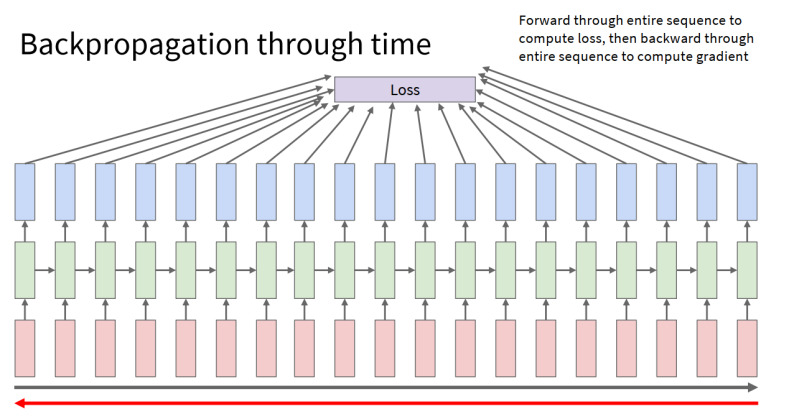 Backpropagation through time
Forward through entire sequence to
compute loss, then backward through
entire sequence to compute gradient
Loss